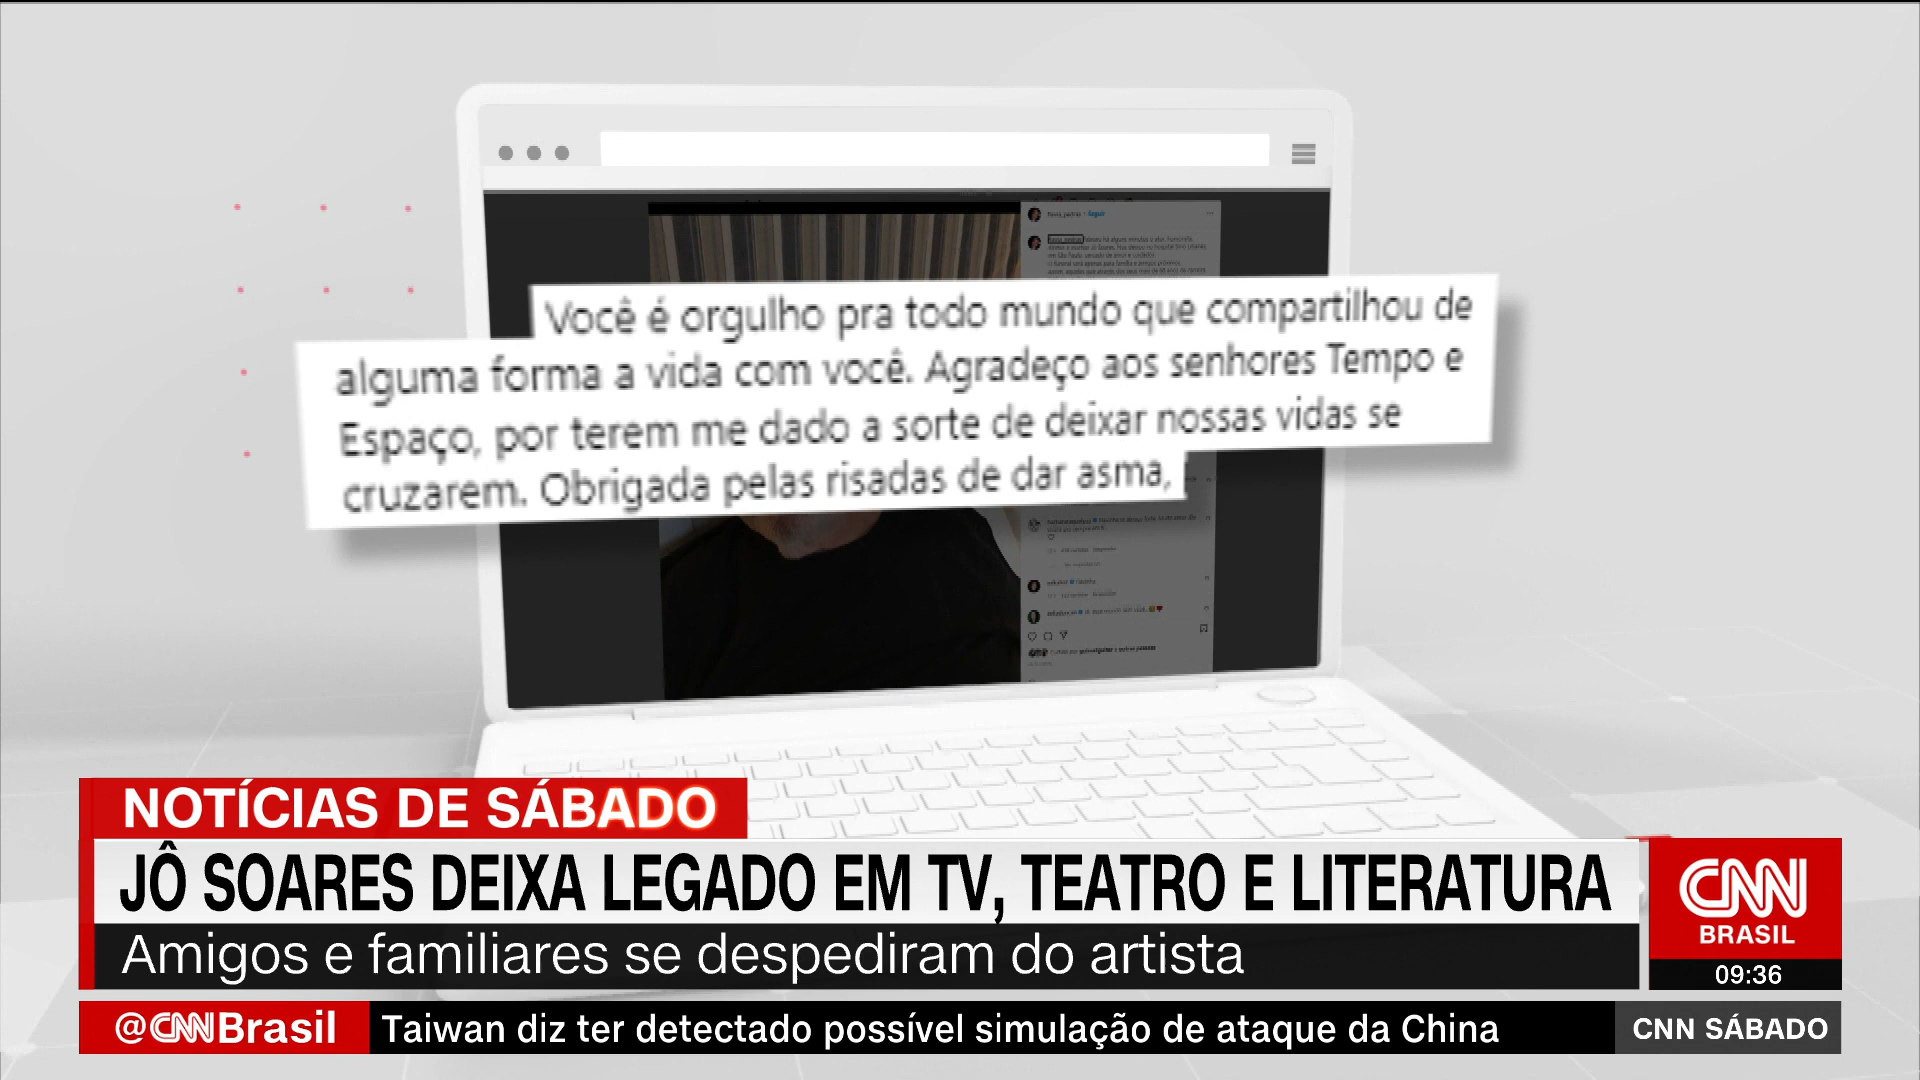 Você é orgulho pra todo mundo que compartilhou de
alguma forma a vida com você. Agradeço aos senhores Tempo e
Espaço, por terem me dado a sorte de deixar nossas vidas se
cruzarem. Obrigada pelas risadas de dar asma,
NOTÍCIAS DE SÁBADO
JÔ SOARES DEIXA LEGADO EM TV, TEATRO E LITERATURA
Amigos e familiares se despediram do artista
CNN
BRASIL
09:36
@CNNBrasil
Taiwan diz ter detectado possível simulação de ataque da China
CNN SÁBADO